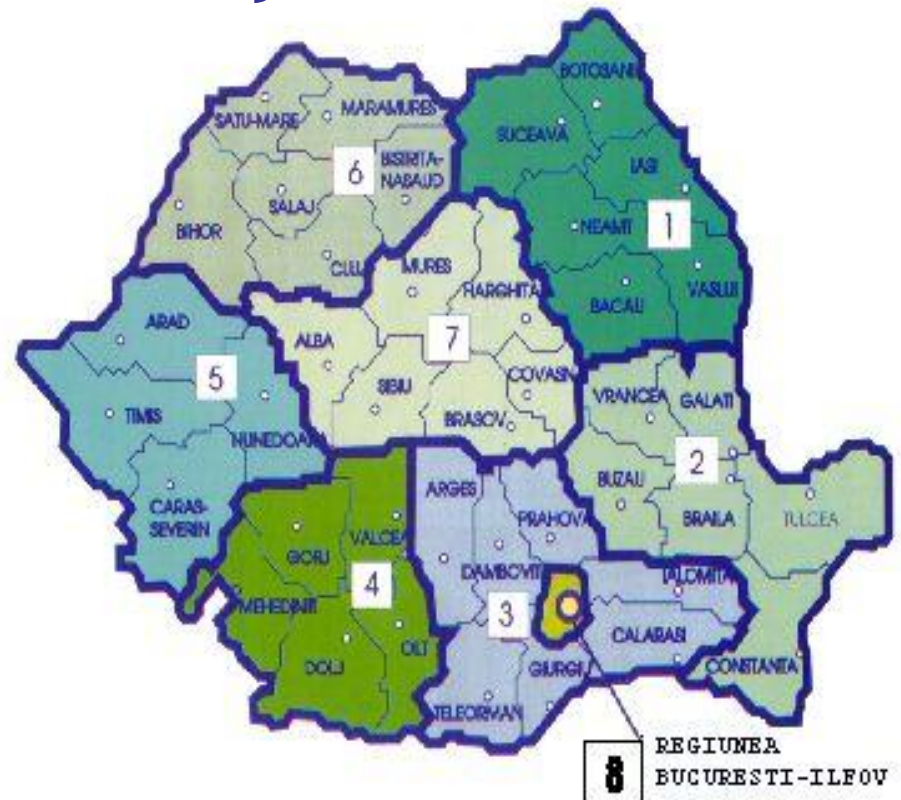 BOTOSANI
SUCEAVA
MARAMURES
SATU-MARE
6
BISTRITA-
NASAUD
IASI
SALAJ
BIHOR
NEAMT
1
CLUJ
MURES
HARGHITA
BACAU
VASLUI
ARAD
ALBA
7
5
SIBIU
COVASN
VRANCEA
GALATI
TIMIS
BRASOV
HUNEDOARA
2
ARGES
BUZAU
CARAS-
SEVERIN
PRAHOVA
BRAILA
TULCEA
GORJ
VALCEA
DAMBOVIT
IALOMITA
4
MEHEDINTI
3
CALARASI
OLT
DOLJ
GIURGIU
CONSTANTA
TELEORMAN
8
REGIUNEA
BUCURESTI-ILFOV